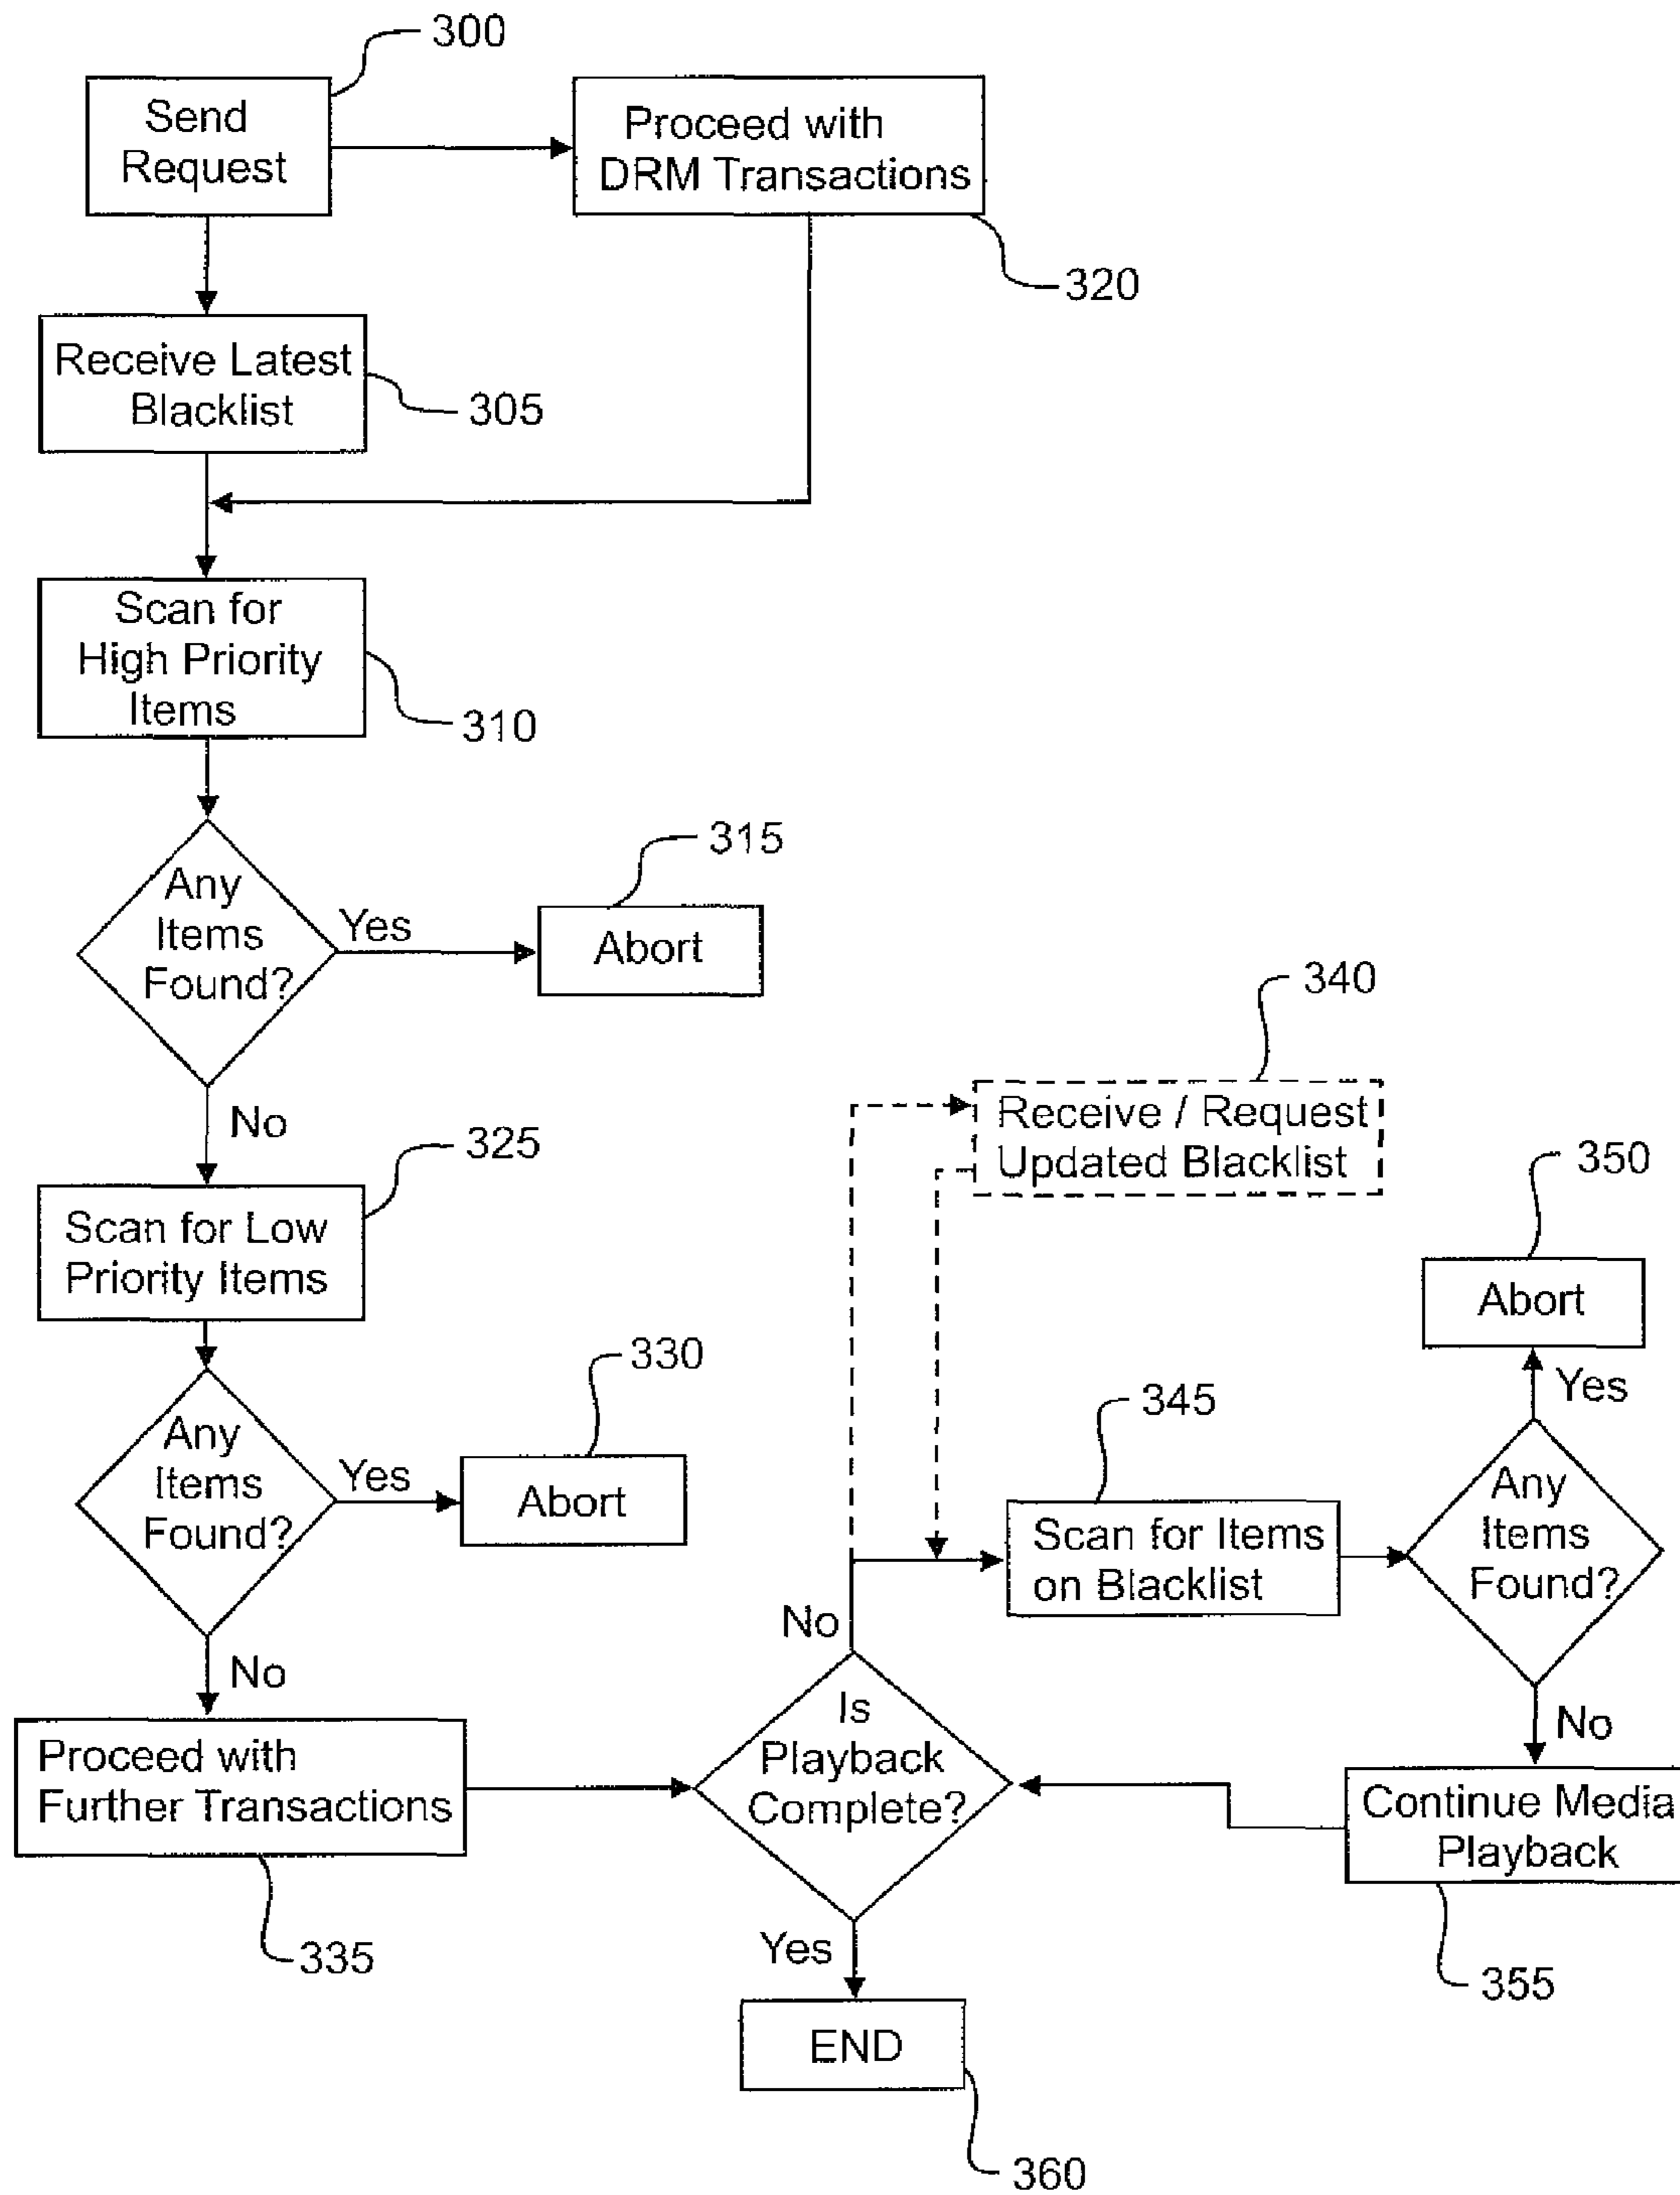 300
Send
Request
Proceed with
DRM Transactions
320
Receive Latest
Blacklist
305
Scan for
High Priority
Items
310
Any
Items
Found?
Yes
315
Abort
No
325
Scan for Low
Priority Items
Any
Items
Found?
Yes
330
Abort
No
Proceed with
Further Transactions
335
Is
Playback
Complete?
No
340
Receive / Request
Updated Blacklist
345
Scan for Items
on Blacklist
Any
Items
Found?
Yes
350
Abort
No
Continue Media
Playback
355
Yes
END
360